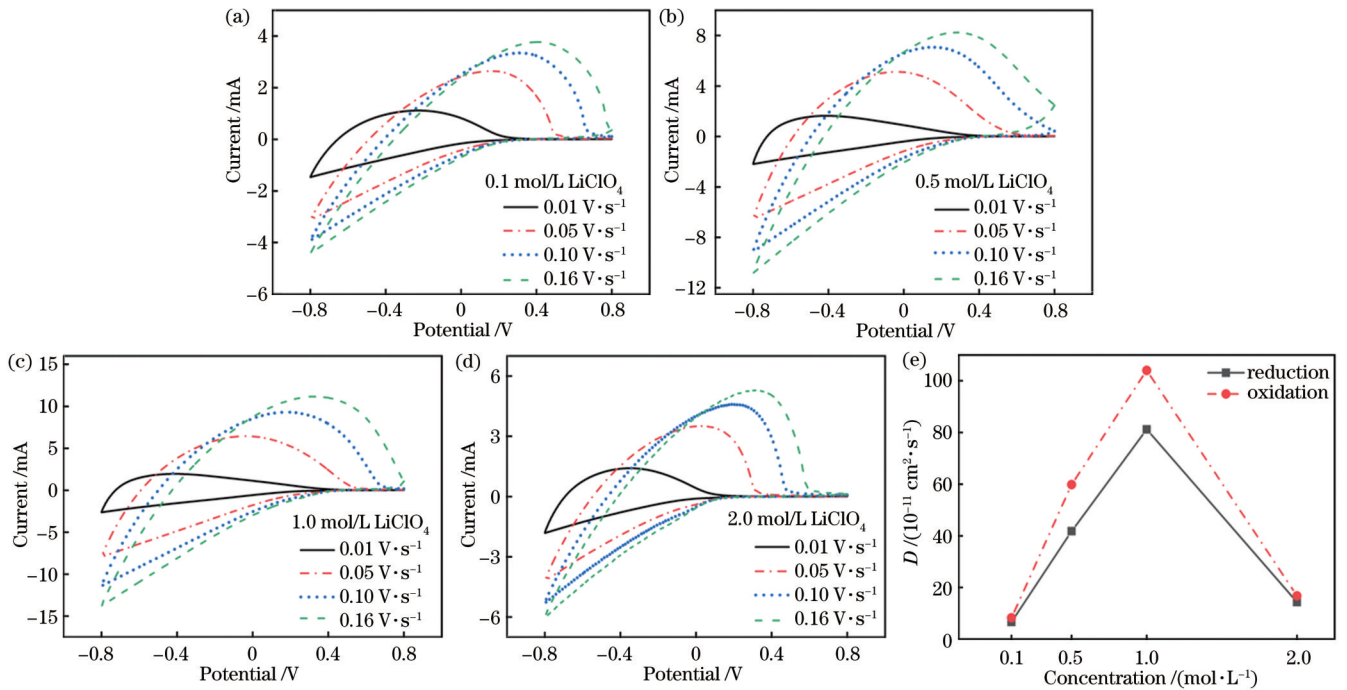 (a)
4
2
0
−2
−4
−6
Current /mA
0.1 mol/L LiClO₄
0.01 V·s⁻¹
0.05 V·s⁻¹
0.10 V·s⁻¹
0.16 V·s⁻¹
−0.8 −0.4 0 0.4 0.8
Potential /V
(b)
8
4
0
−4
−8
−12
Current /mA
0.5 mol/L LiClO₄
0.01 V·s⁻¹
0.05 V·s⁻¹
0.10 V·s⁻¹
0.16 V·s⁻¹
−0.8 −0.4 0 0.4 0.8
Potential /V
(c)
15
10
5
0
−5
−10
−15
Current /mA
1.0 mol/L LiClO₄
0.01 V·s⁻¹
0.05 V·s⁻¹
0.10 V·s⁻¹
0.16 V·s⁻¹
−0.8 −0.4 0 0.4 0.8
Potential /V
(d)
6
3
0
−3
−6
Current /mA
2.0 mol/L LiClO₄
0.01 V·s⁻¹
0.05 V·s⁻¹
0.10 V·s⁻¹
0.16 V·s⁻¹
−0.8 −0.4 0 0.4 0.8
Potential /V
(e)
100
80
60
40
20
0
D /(10⁻¹¹ cm²·s⁻¹)
reduction
oxidation
0.1 0.5 1.0 2.0
Concentration /(mol·L⁻¹)